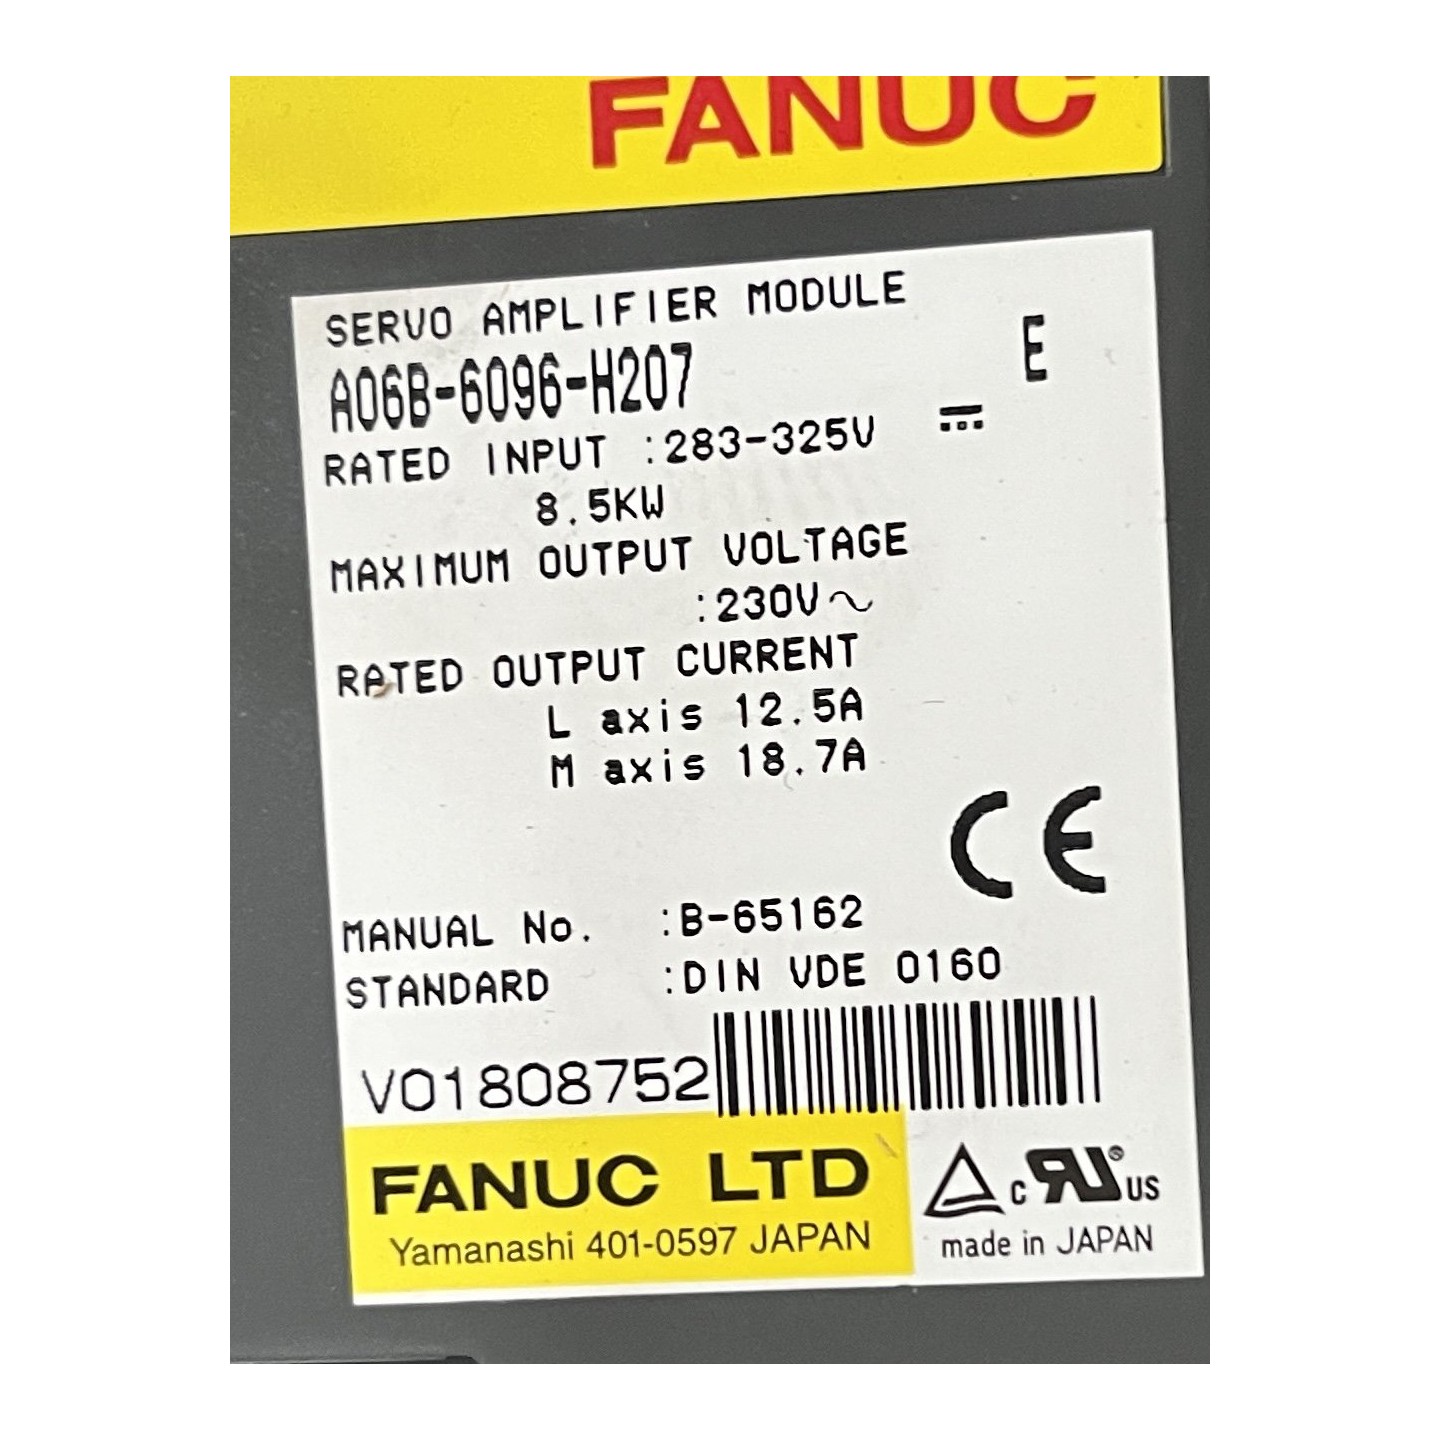 FANUC
SERVO AMPLIFIER MODULE
A06B-6096-H207 E
RATED INPUT :283-325V ⎓
8.5KW
MAXIMUM OUTPUT VOLTAGE
:230V∼
RATED OUTPUT CURRENT
L axis 12.5A
M axis 18.7A
CE
MANUAL No. :B-65162
STANDARD :DIN VDE 0160
V01808752
FANUC LTD
Yamanashi 401-0597 JAPAN
c RU ® US
made in JAPAN